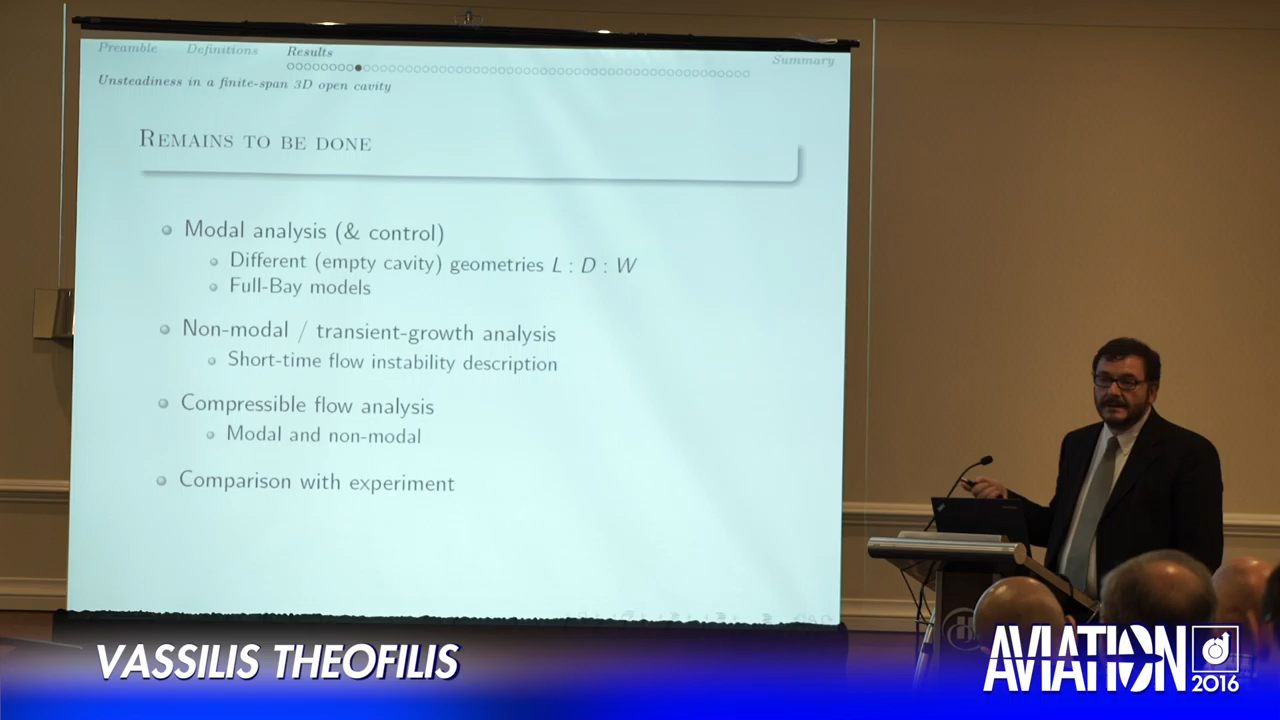 Preamble Definitions Results Summary
Unsteadiness in a finite-span 3D open cavity
REMAINS TO BE DONE
Modal analysis (& control)
Different (empty cavity) geometries L : D : W
Full-Bay models
Non-modal / transient-growth analysis
Short-time flow instability description
Compressible flow analysis
Modal and non-modal
Comparison with experiment
VASSILIS THEOFILIS
AVIATION
2016